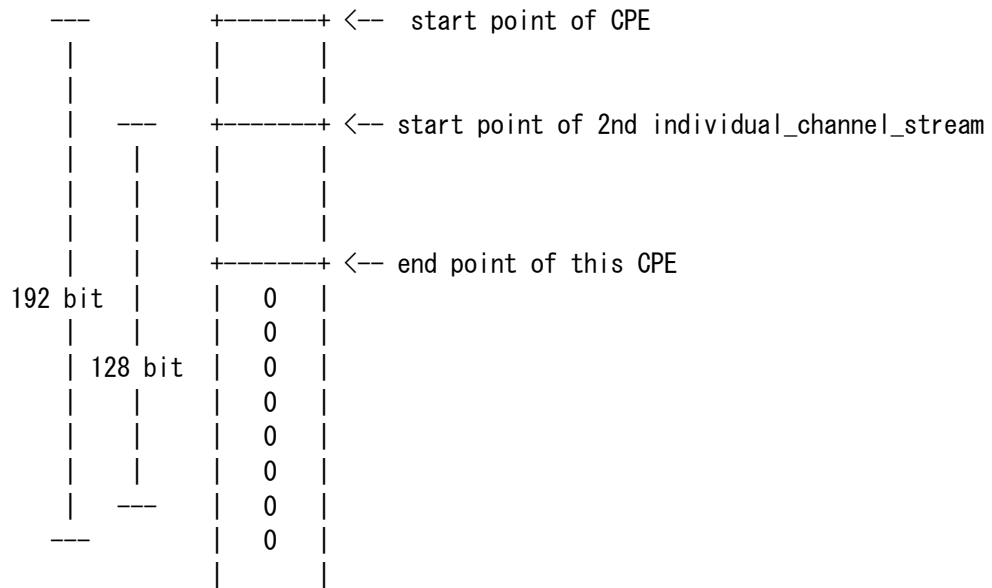 --- +-------+ <-- start point of CPE
| | |
| | |
| --- +-------+ <-- start point of 2nd individual_channel_stream
| | | |
| | | |
| | | |
| | +-------+ <-- end point of this CPE
192 bit | | 0 |
| | | 0 |
| 128 bit | 0 |
| | | 0 |
| | | 0 |
| | | 0 |
| --- | 0 |
--- | 0 |
| |